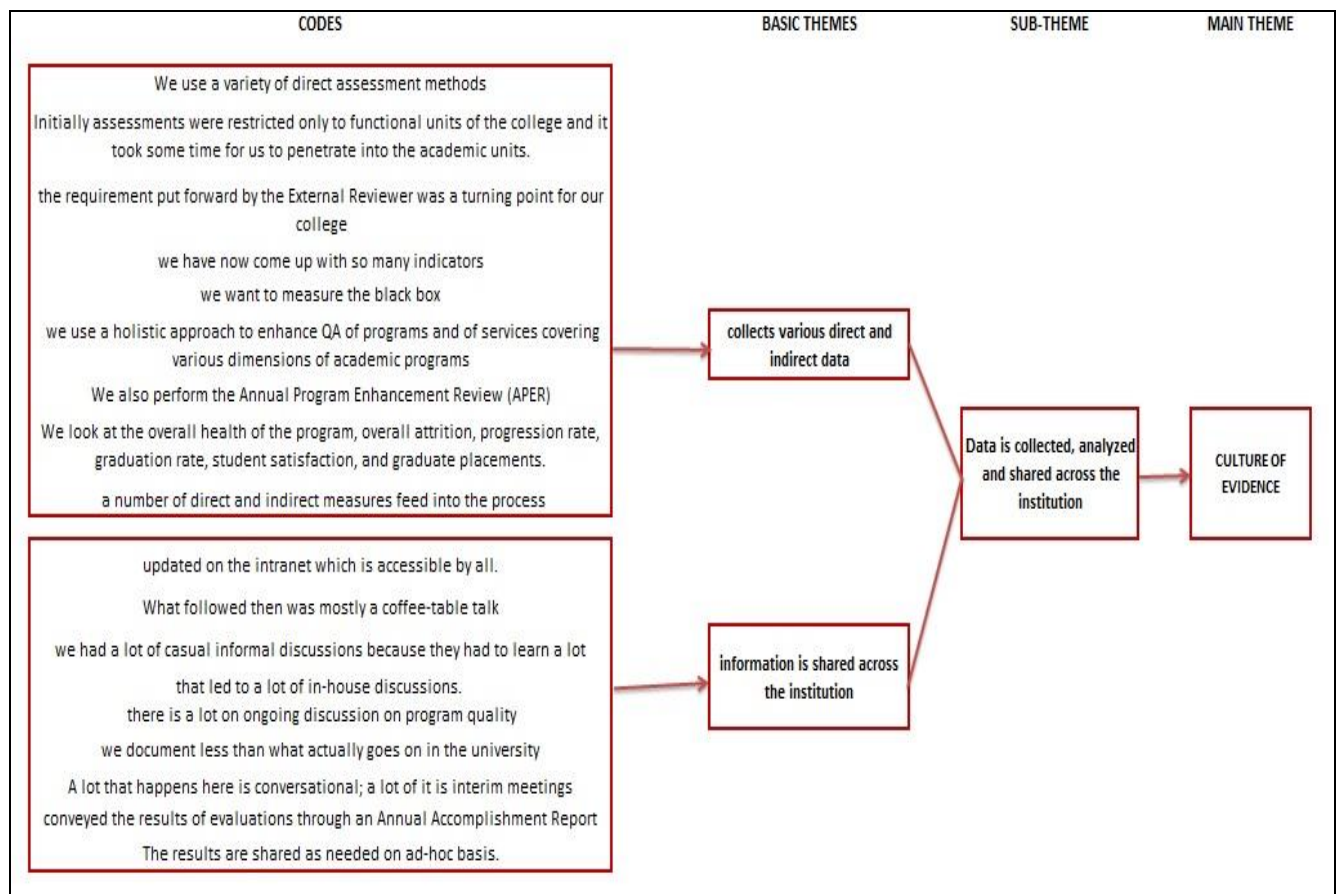 CODES BASIC THEMES SUB-THEME MAIN THEME
We use a variety of direct assessment methods
Initially assessments were restricted only to functional units of the college and it
took some time for us to penetrate into the academic units.
the requirement put forward by the External Reviewer was a turning point for our
college
we have now come up with so many indicators
we want to measure the black box
we use a holistic approach to enhance QA of programs and of services covering
various dimensions of academic programs
We also perform the Annual Program Enhancement Review (APER)
We look at the overall health of the program, overall attrition, progression rate,
graduation rate, student satisfaction, and graduate placements.
a number of direct and indirect measures feed into the process
updated on the intranet which is accessible by all.
What followed then was mostly a coffee-table talk
we had a lot of casual informal discussions because they had to learn a lot
that led to a lot of in-house discussions.
there is a lot on ongoing discussion on program quality
we document less than what actually goes on in the university
A lot that happens here is conversational; a lot of it is interim meetings
conveyed the results of evaluations through an Annual Accomplishment Report
The results are shared as needed on ad-hoc basis.
collects various direct and
indirect data
information is shared across
the institution
Data is collected, analyzed
and shared across the
institution
CULTURE OF
EVIDENCE